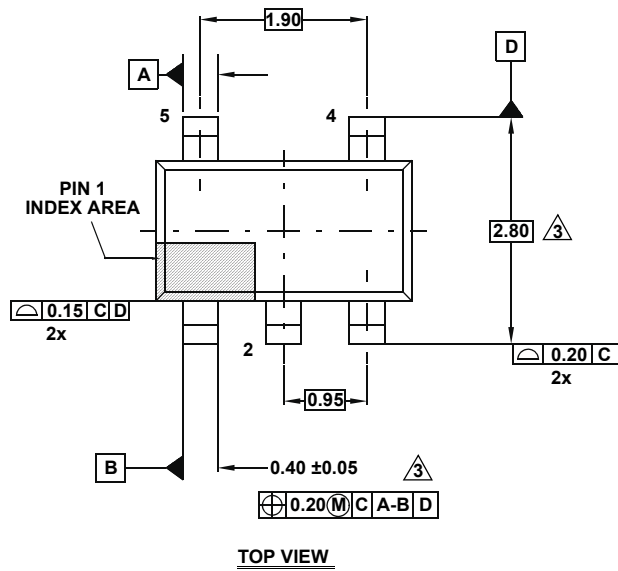 1.90
A
D
5
4
PIN 1
INDEX AREA
2.80
3
0.15 C D
2x
2
0.20 C
2x
0.95
B
0.40 ±0.05
3
0.20 Ⓜ C A-B D
TOP VIEW